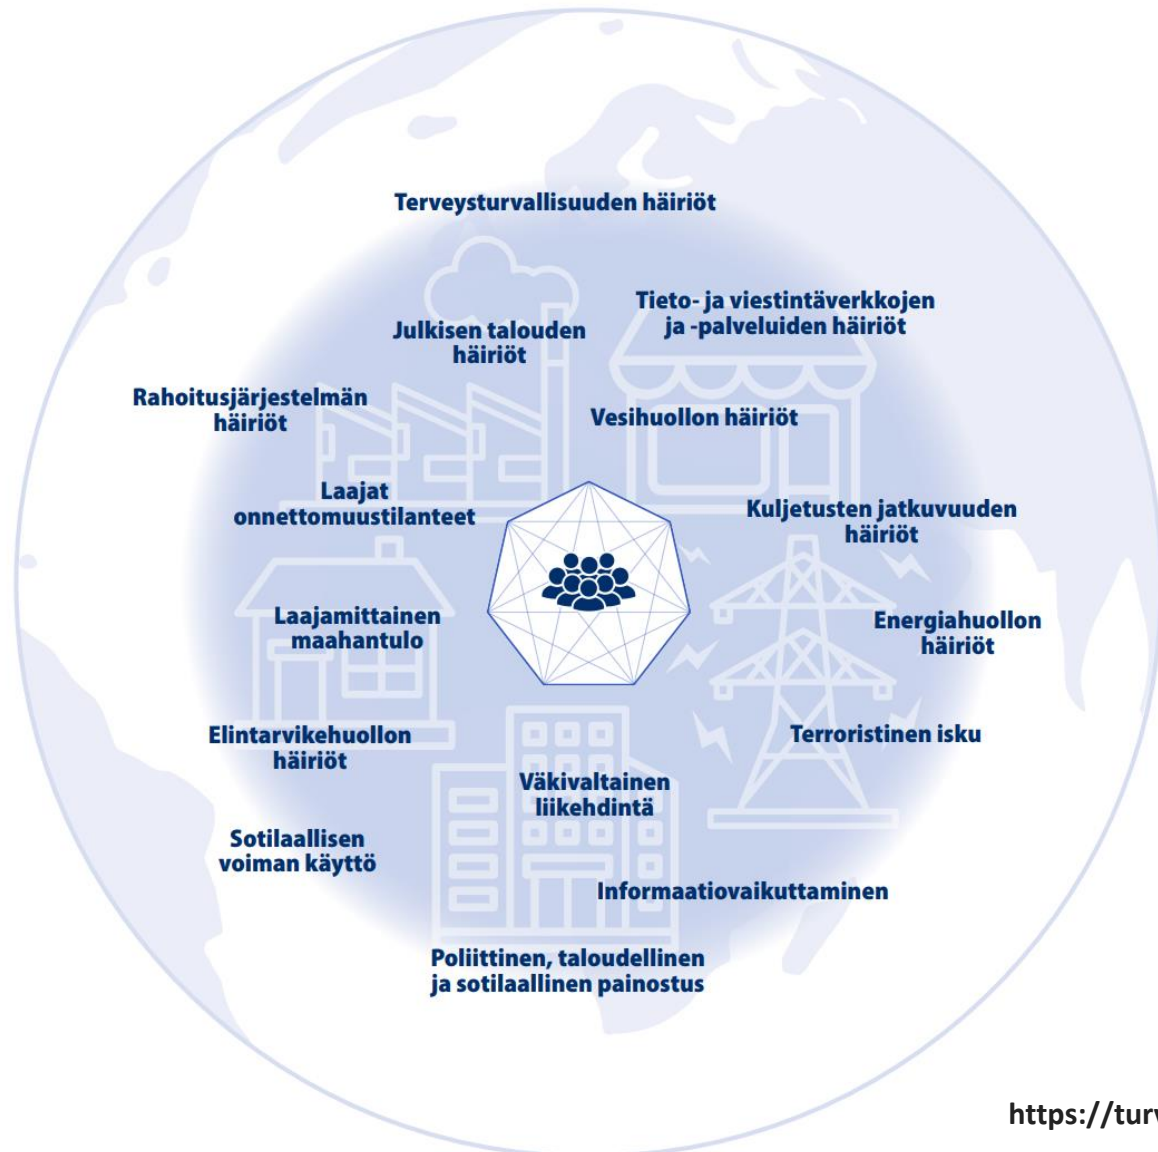 Terveysturvallisuuden häiriöt
Tieto- ja viestintäverkkojen
ja -palveluiden häiriöt
Julkisen talouden
häiriöt
Rahoitusjärjestelmän
häiriöt
Vesihuollon häiriöt
Laajat
onnettomuustilanteet
Kuljetusten jatkuvuuden
häiriöt
Laajamittainen
maahantulo
Energiahuollon
häiriöt
Elintarvikehuollon
häiriöt
Terroristinen isku
Väkivaltainen
liikehdintä
Sotilaallisen
voiman käyttö
Informaatiovaikuttaminen
Poliittinen, taloudellinen
ja sotilaallinen painostus
https://turv